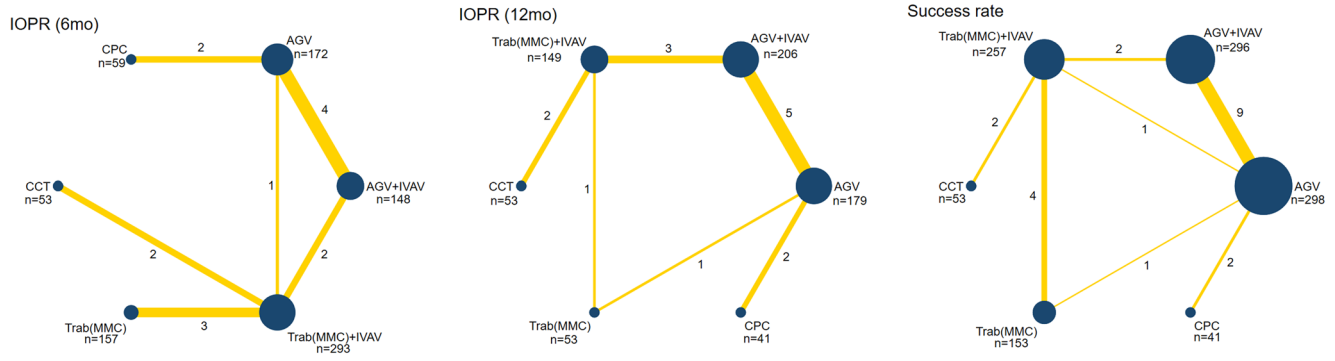 IOPR (6mo)
CPC
n=59
2
AGV
n=172
4
1
CCT
n=53
AGV+IVAV
n=148
2
2
Trab(MMC)
n=157
3
Trab(MMC)+IVAV
n=293
IOPR (12mo)
Trab(MMC)+IVAV
n=149
3
AGV+IVAV
n=206
2
5
1
CCT
n=53
AGV
n=179
1
2
Trab(MMC)
n=53
CPC
n=41
Success rate
Trab(MMC)+IVAV
n=257
2
AGV+IVAV
n=296
9
2
1
CCT
n=53
4
AGV
n=298
1
2
Trab(MMC)
n=153
CPC
n=41